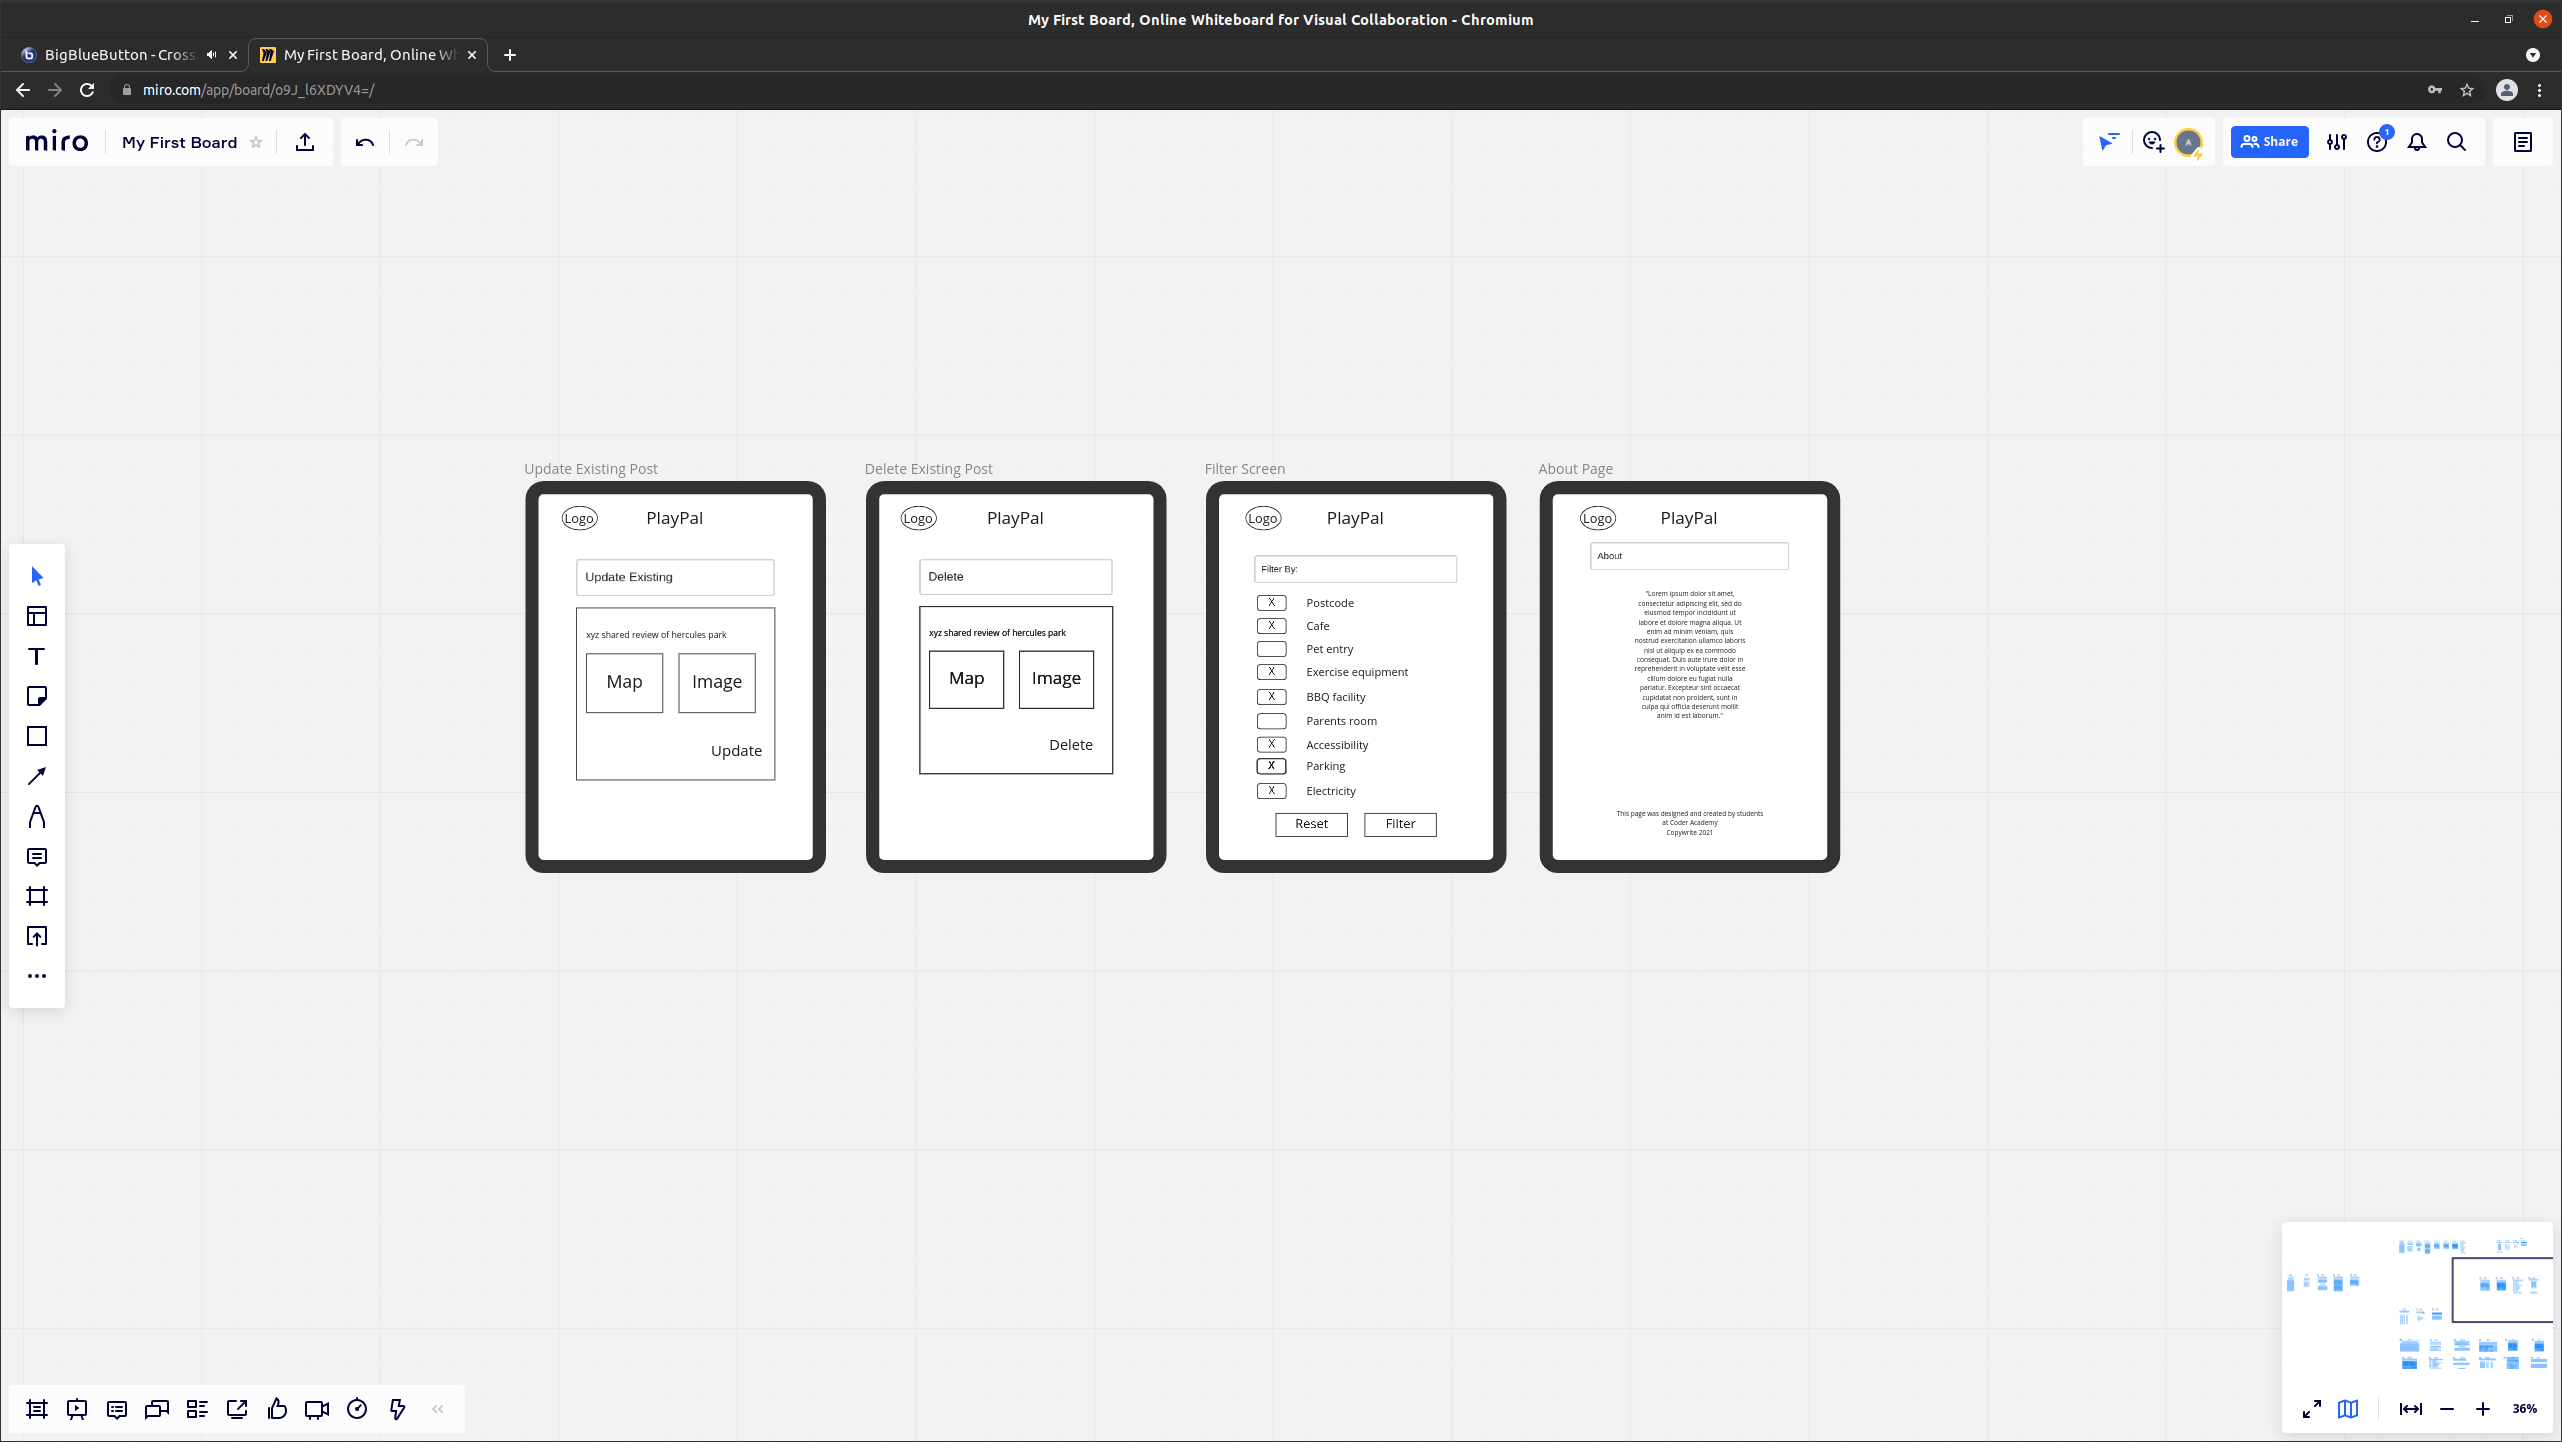 My First Board, Online Whiteboard for Visual Collaboration - Chromium
BigBlueButton - Cross
My First Board, Online Wh
miro.com/app/board/o9J_l6XDYV4=/
miro
My First Board
A
Share
1
Update Existing Post
Logo
PlayPal
Update Existing
xyz shared review of hercules park
Map
Image
Update
Delete Existing Post
Logo
PlayPal
Delete
xyz shared review of hercules park
Map
Image
Delete
Filter Screen
Logo
PlayPal
Filter By:
X Postcode
X Cafe
Pet entry
X Exercise equipment
X BBQ facility
Parents room
X Accessibility
X Parking
X Electricity
Reset
Filter
About Page
Logo
PlayPal
About
"Lorem ipsum dolor sit amet,
consectetur adipiscing elit, sed do
eiusmod tempor incididunt ut
labore et dolore magna aliqua. Ut
enim ad minim veniam, quis
nostrud exercitation ullamco laboris
nisi ut aliquip ex ea commodo
consequat. Duis aute irure dolor in
reprehenderit in voluptate velit esse
cillum dolore eu fugiat nulla
pariatur. Excepteur sint occaecat
cupidatat non proident, sunt in
culpa qui officia deserunt mollit
anim id est laborum."
This page was designed and created by students
at Coder Academy
Copywrite 2021
36%